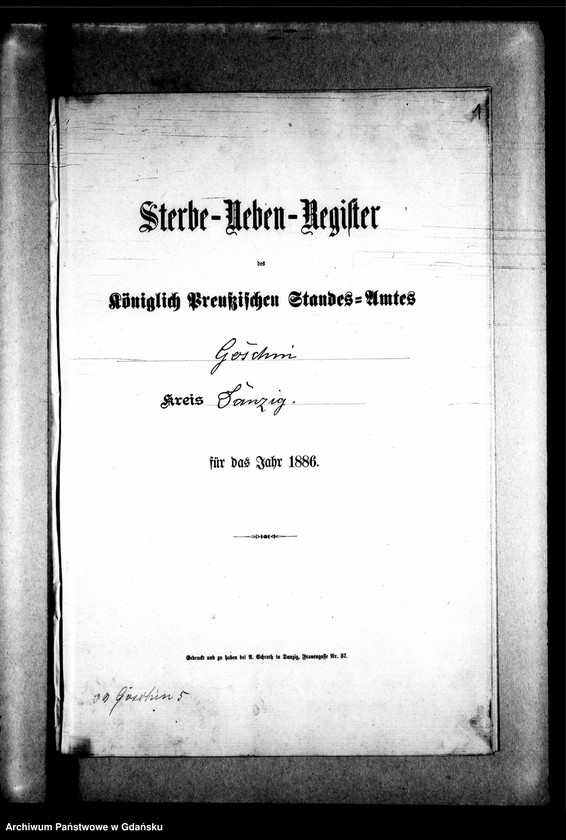 1
Sterbe-Neben-Register
des
Königlich Preußischen Standes-Amtes
Goschin
Kreis Danzig.
für das Jahr 1886.
Gedruckt und zu haben bei A. Schroth in Danzig, Frauengasse Nr. 37.
Goschin 5
Archiwum Państwowe w Gdańsku